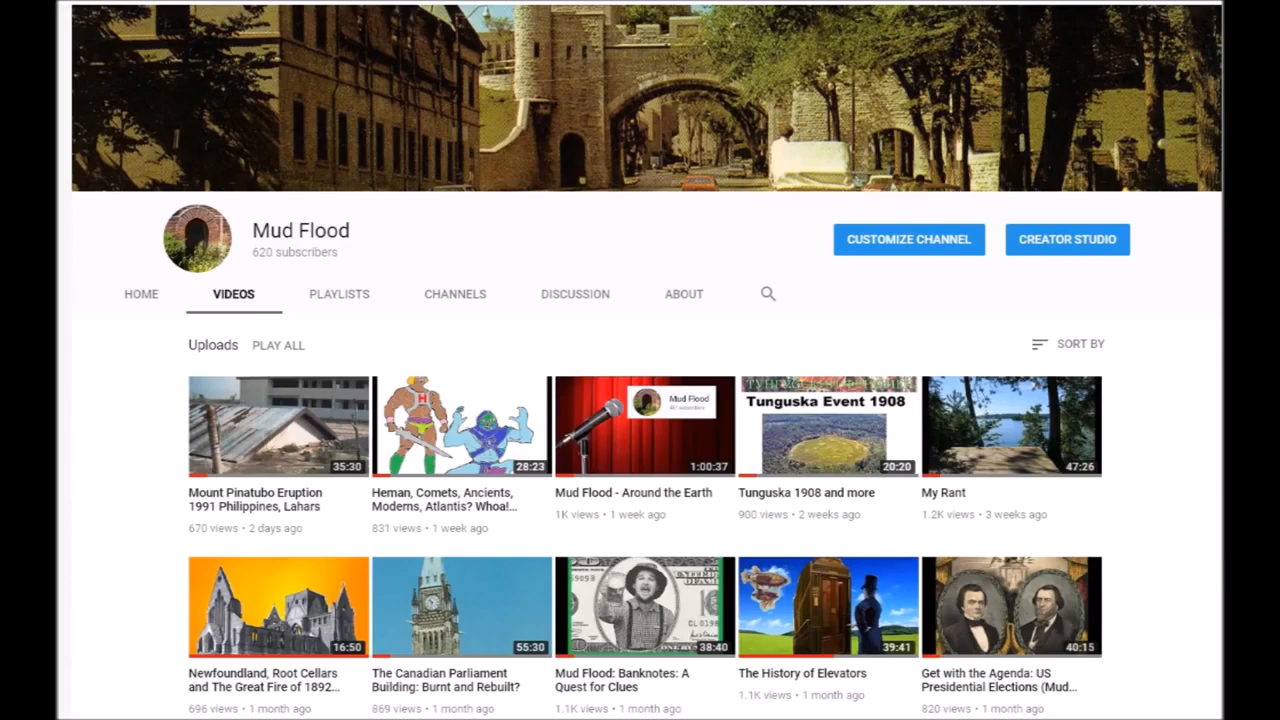 Mud Flood
620 subscribers
CUSTOMIZE CHANNEL
CREATOR STUDIO
HOME
VIDEOS
PLAYLISTS
CHANNELS
DISCUSSION
ABOUT
Uploads
PLAY ALL
SORT BY
35:30
H
28:23
Mud Flood
1:00:37
Tunguska Event 1908
20:20
47:26
Mount Pinatubo Eruption
1991 Philippines, Lahars
670 views • 2 days ago
Heman, Comets, Ancients,
Moderns, Atlantis? Whoa!...
831 views • 1 week ago
Mud Flood - Around the Earth
1K views • 1 week ago
Tunguska 1908 and more
900 views • 2 weeks ago
My Rant
1.2K views • 3 weeks ago
16:50
55:30
38:40
39:41
40:15
Newfoundland, Root Cellars
and The Great Fire of 1892...
696 views • 1 month ago
The Canadian Parliament
Building: Burnt and Rebuilt?
869 views • 1 month ago
Mud Flood: Banknotes: A
Quest for Clues
1.1K views • 1 month ago
The History of Elevators
1.1K views • 1 month ago
Get with the Agenda: US
Presidential Elections (Mud...
820 views • 1 month ago